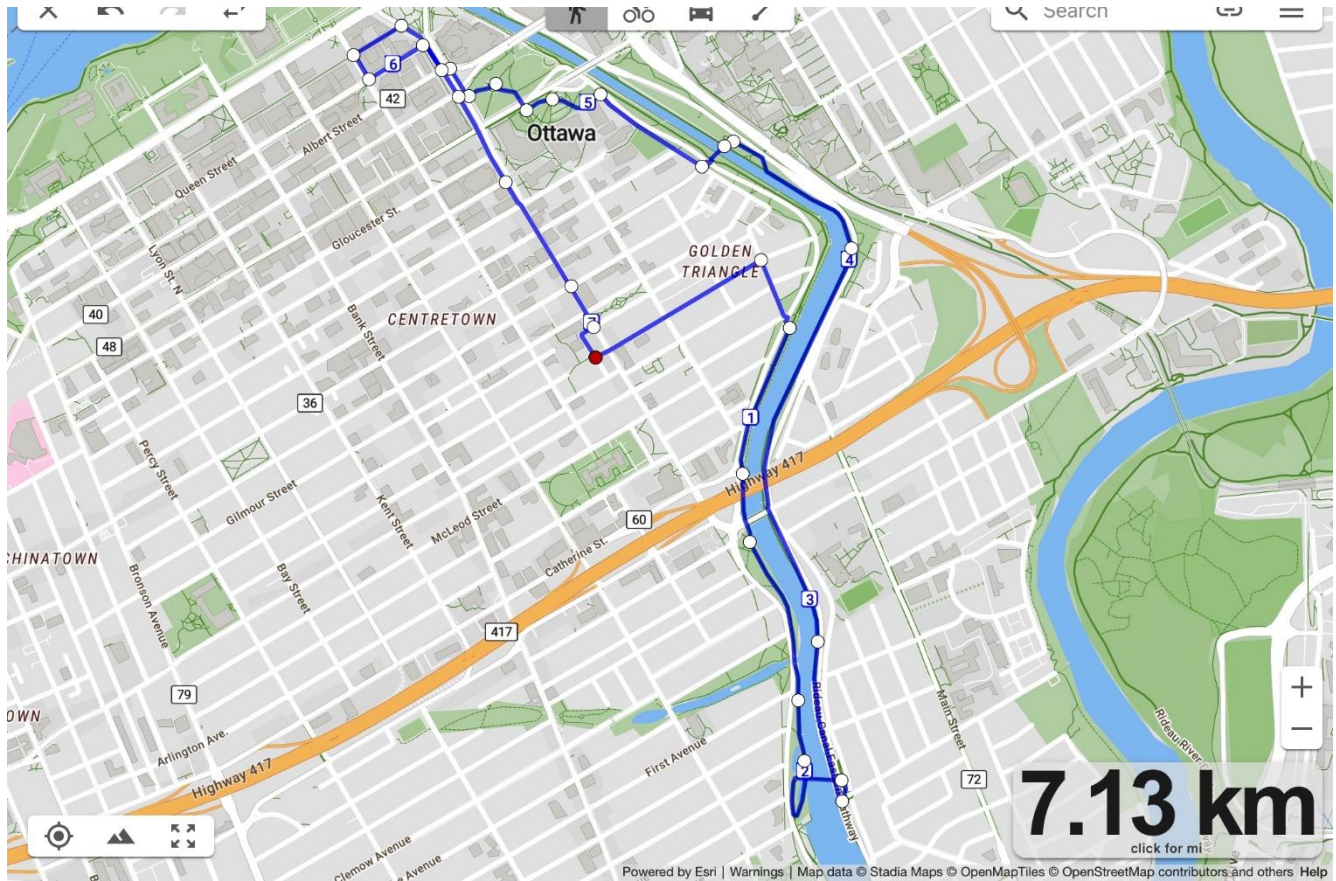 Search
6
42
5
Ottawa
Albert Street
Queen Street
Gloucester St.
Lyon St. N
GOLDEN
TRIANGLE
4
40
48
Bank Street
CENTRETOWN
7
36
1
Percy Street
Gilmour Street
Kent Street
McLeod Street
Highway 417
60
Catherine St.
CHINATOWN
Bronson Avenue
Bay Street
417
3
79
Main Street
Arlington Ave.
Highway 417
First Avenue
2
72
Clemow Avenue
7.13 km
click for mi
Powered by Esri | Warnings | Map data © Stadia Maps © OpenMapTiles © OpenStreetMap contributors and others Help